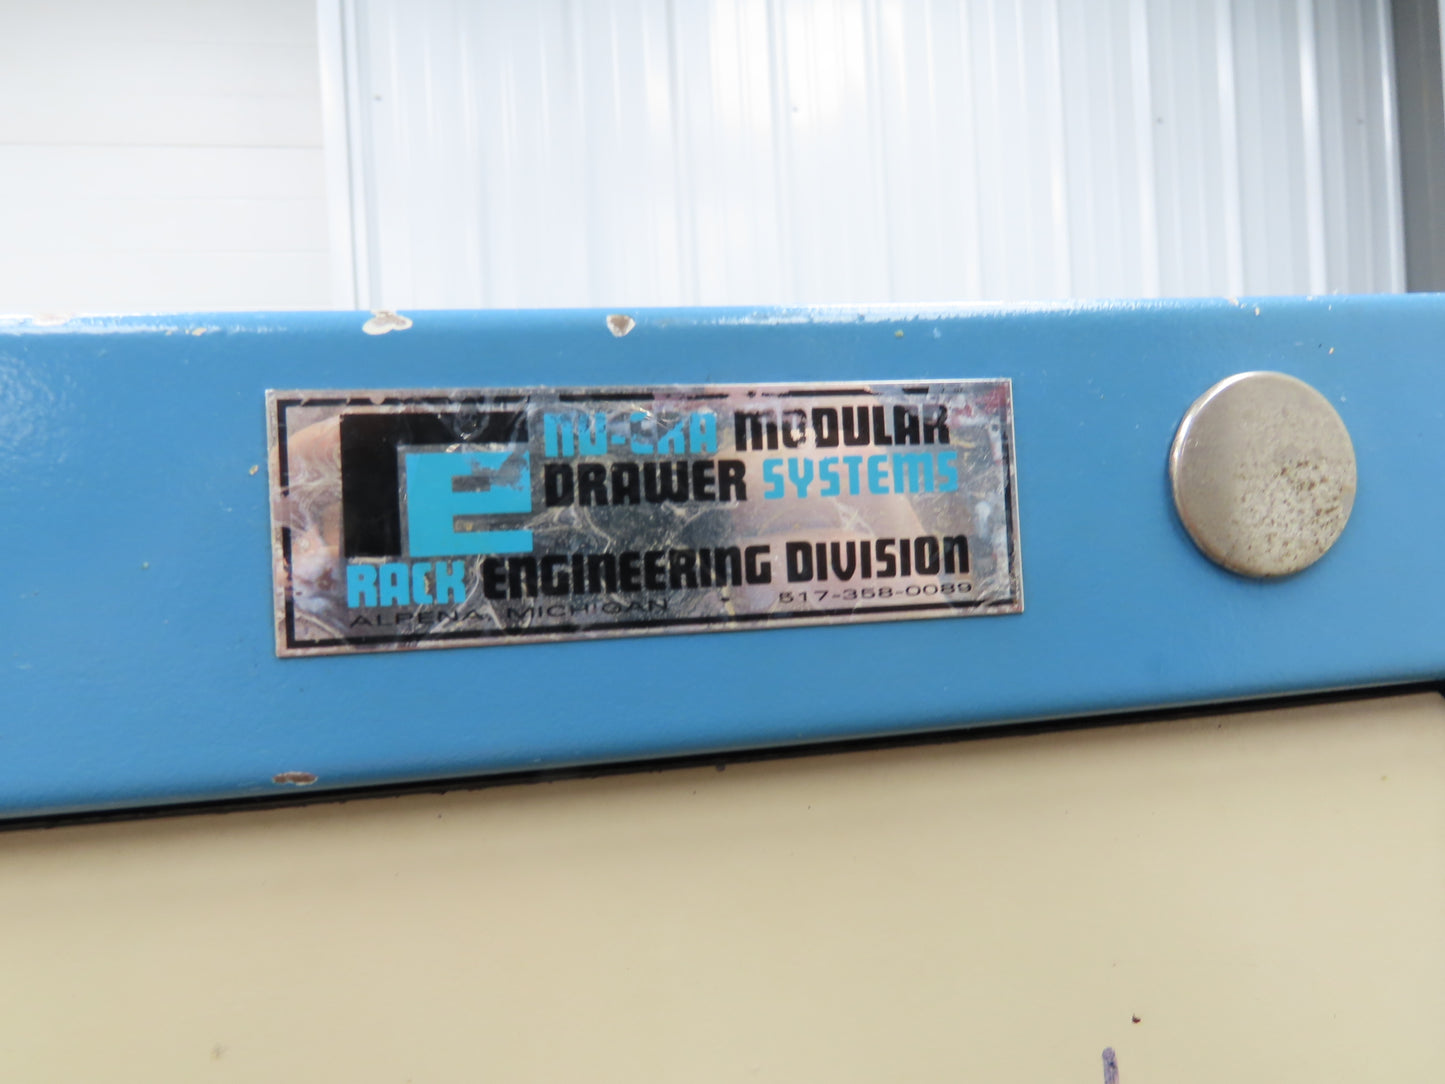 NU-ERA MODULAR
DRAWER SYSTEMS
RACK ENGINEERING DIVISION
ALPENA, MICHIGAN 517-358-0089